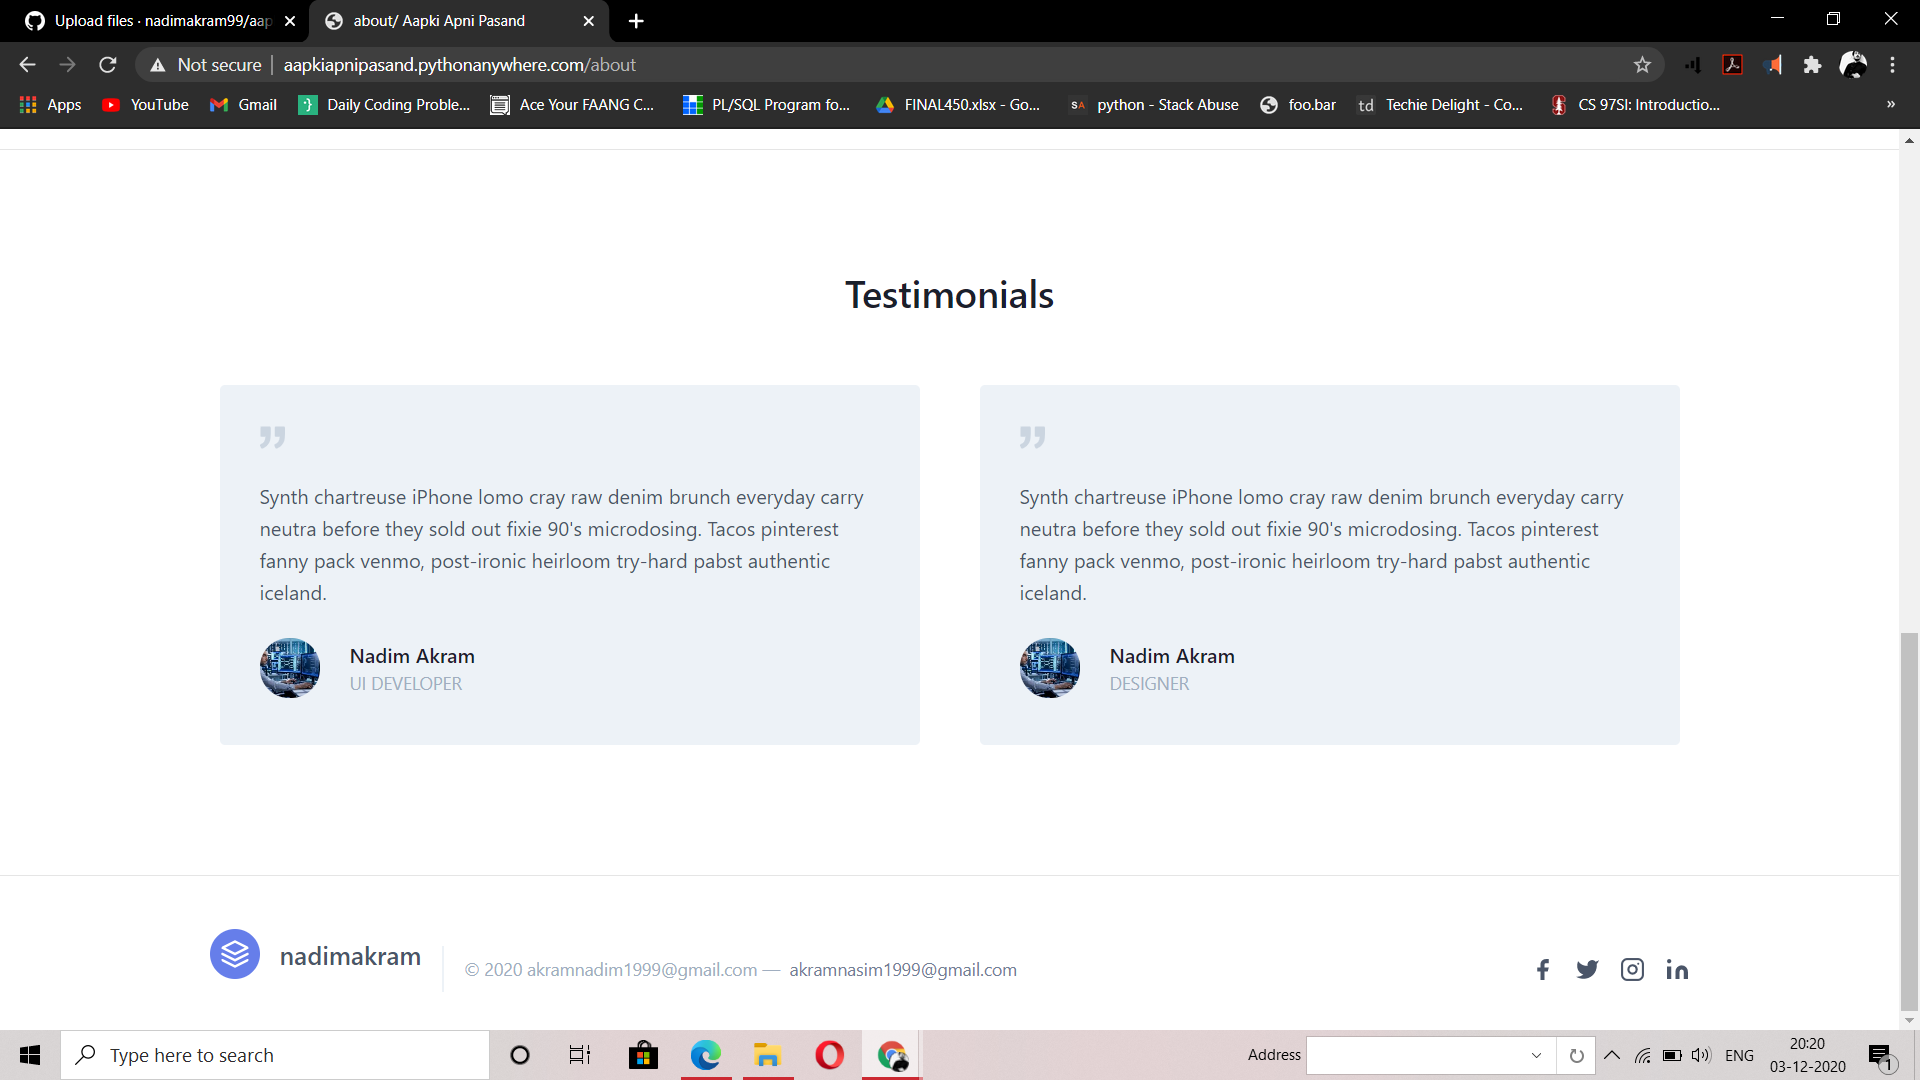 Upload files · nadimakram99/aap
about/ Aapki Apni Pasand
Not secure
aapkiapnipasand.pythonanywhere.com/about
Apps
YouTube
Gmail
Daily Coding Proble...
Ace Your FAANG C...
PL/SQL Program fo...
FINAL450.xlsx - Go...
SA
python - Stack Abuse
foo.bar
td
Techie Delight - Co...
CS 97SI: Introductio...
»
Testimonials
Synth chartreuse iPhone lomo cray raw denim brunch everyday carry
neutra before they sold out fixie 90's microdosing. Tacos pinterest
fanny pack venmo, post-ironic heirloom try-hard pabst authentic
iceland.
Nadim Akram
UI DEVELOPER
Synth chartreuse iPhone lomo cray raw denim brunch everyday carry
neutra before they sold out fixie 90's microdosing. Tacos pinterest
fanny pack venmo, post-ironic heirloom try-hard pabst authentic
iceland.
Nadim Akram
DESIGNER
nadimakram
© 2020 akramnadim1999@gmail.com — akramnasim1999@gmail.com
Type here to search
Address
ENG
20:20
03-12-2020
1